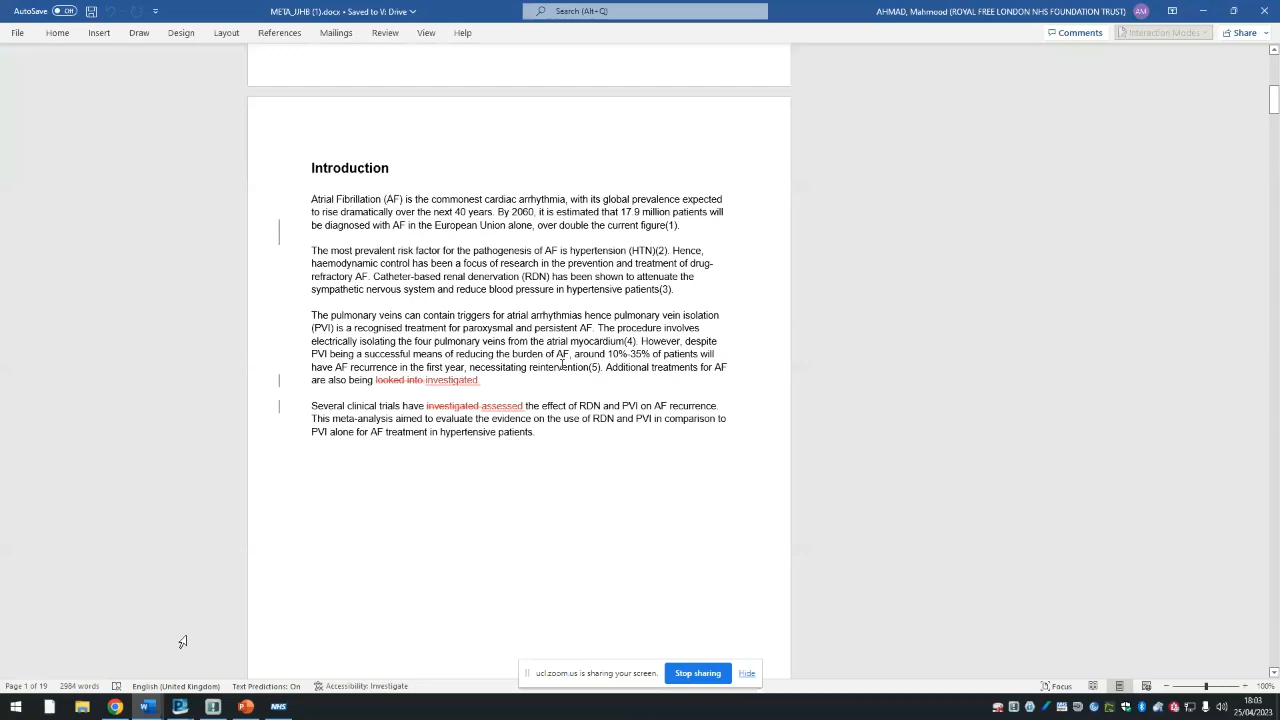 AutoSave Off META_IJHB (1).docx • Saved to V: Search (Alt+Q) AHMAD, Mahmood (ROYAL FREE LONDON NHS FOUNDATION TRUST) AM
File Home Insert Draw Design Layout References Mailings Review View Help Comments Interaction Modes Share
Introduction
Atrial Fibrillation (AF) is the commonest cardiac arrhythmia, with its global prevalence expected
to rise dramatically over the next 40 years. By 2060, it is estimated that 17.9 million patients will
be diagnosed with AF in the European Union alone, over double the current figure(1).
The most prevalent risk factor for the pathogenesis of AF is hypertension (HTN)(2). Hence,
haemodynamic control has been a focus of research in the prevention and treatment of drug-
refractory AF. Catheter-based renal denervation (RDN) has been shown to attenuate the
sympathetic nervous system and reduce blood pressure in hypertensive patients(3).
The pulmonary veins can contain triggers for atrial arrhythmias hence pulmonary vein isolation
(PVI) is a recognised treatment for paroxysmal and persistent AF. The procedure involves
electrically isolating the four pulmonary veins from the atrial myocardium(4). However, despite
PVI being a successful means of reducing the burden of AF, around 10%-35% of patients will
have AF recurrence in the first year, necessitating reintervention(5). Additional treatments for AF
are also being looked into investigated.
Several clinical trials have investigated assessed the effect of RDN and PVI on AF recurrence.
This meta-analysis aimed to evaluate the evidence on the use of RDN and PVI in comparison to
PVI alone for AF treatment in hypertensive patients.
ucl.zoom.us is sharing your screen. Stop sharing Hide
Page 1 of 19 2984 words English (United Kingdom) Text Predictions: On Accessibility: Investigate Focus 100%
NHS 18:03
25/04/2023